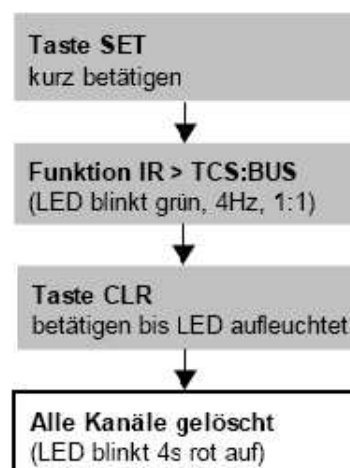 Taste SET
kurz betätigen
Funktion IR > TCS:BUS
(LED blinkt grün, 4Hz, 1:1)
Taste CLR
betätigen bis LED aufleuchtet
Alle Kanäle gelöscht
(LED blinkt 4s rot auf)